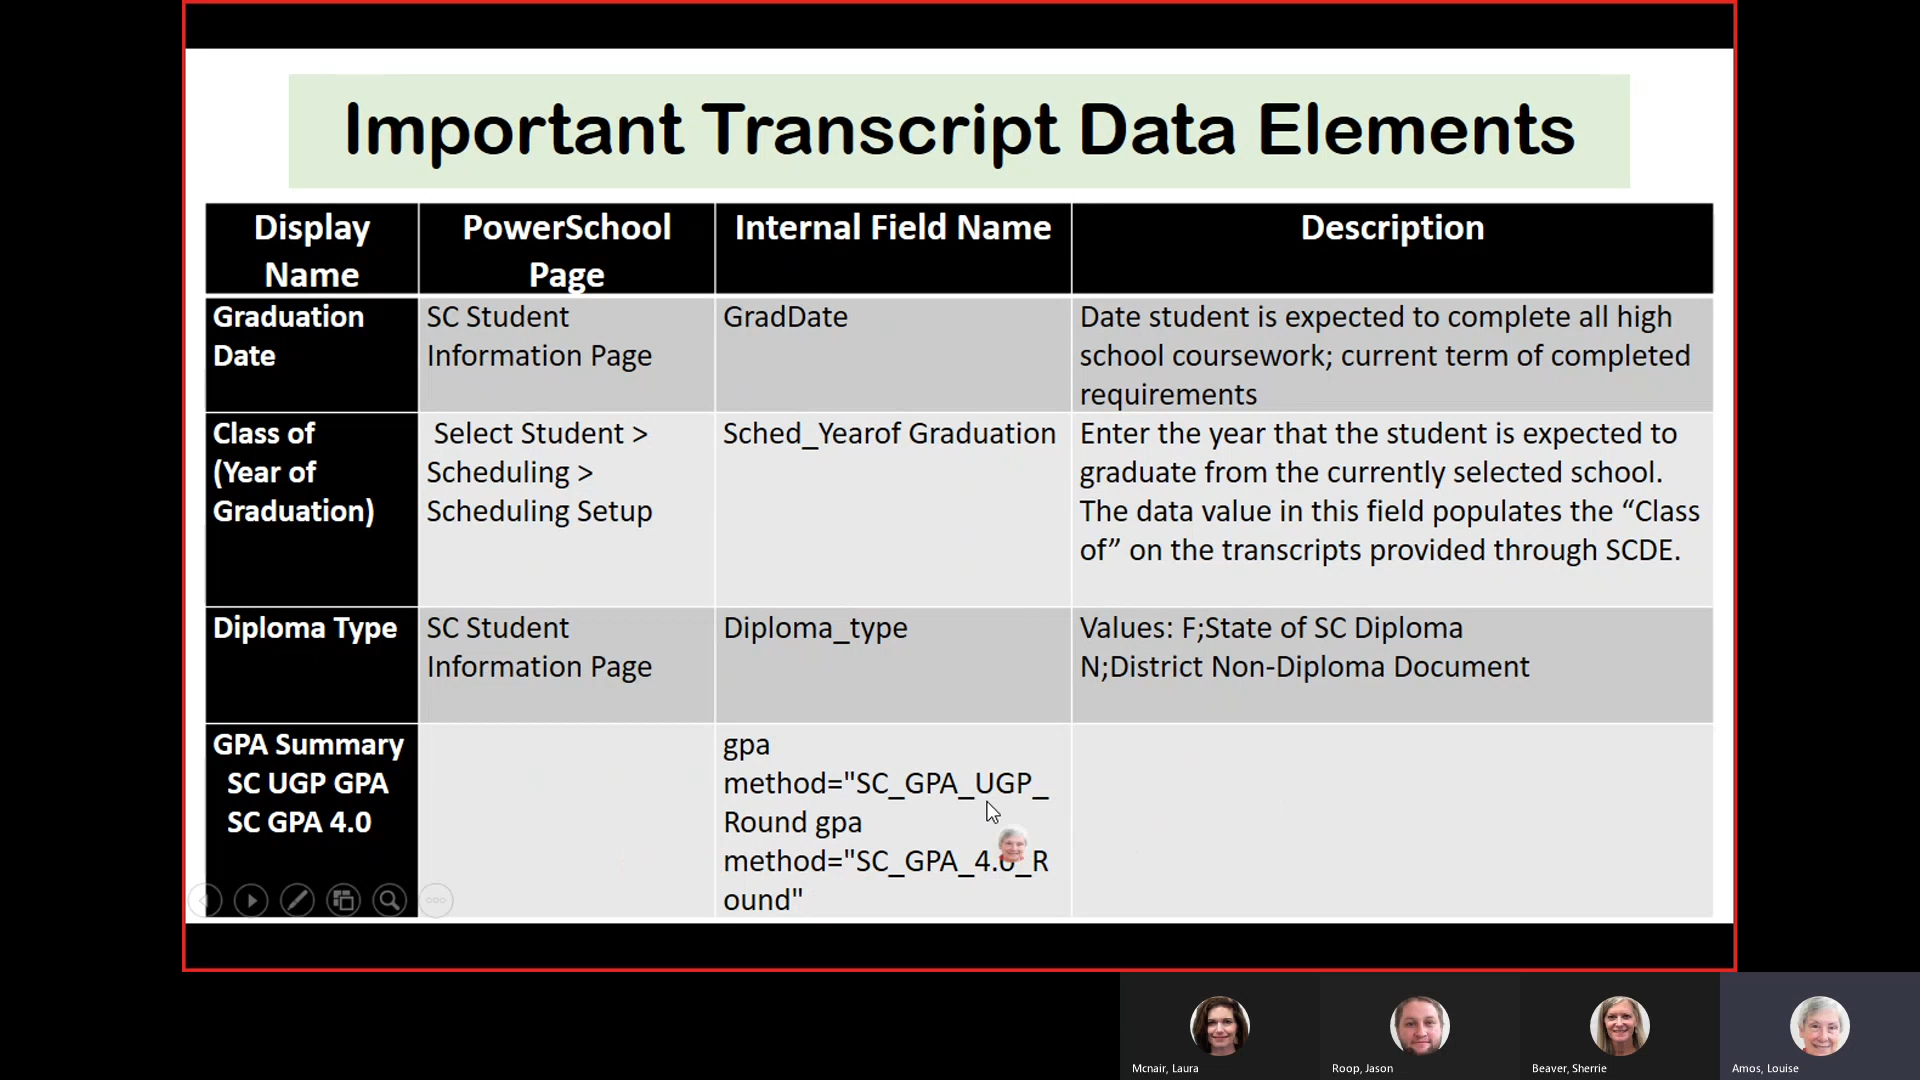 Important Transcript Data Elements
Display
Name
PowerSchool
Page
Internal Field Name
Description
Graduation
Date
SC Student
Information Page
GradDate
Date student is expected to complete all high
school coursework; current term of completed
requirements
Class of
(Year of
Graduation)
Select Student >
Scheduling >
Scheduling Setup
Sched_Yearof Graduation
Enter the year that the student is expected to
graduate from the currently selected school.
The data value in this field populates the “Class
of” on the transcripts provided through SCDE.
Diploma Type
SC Student
Information Page
Diploma_type
Values: F;State of SC Diploma
N;District Non-Diploma Document
GPA Summary
SC UGP GPA
SC GPA 4.0
gpa
method="SC_GPA_UGP_
Round gpa
method="SC_GPA_4.0_R
ound"
Mcnair, Laura
Roop, Jason
Beaver, Sherrie
Amos, Louise